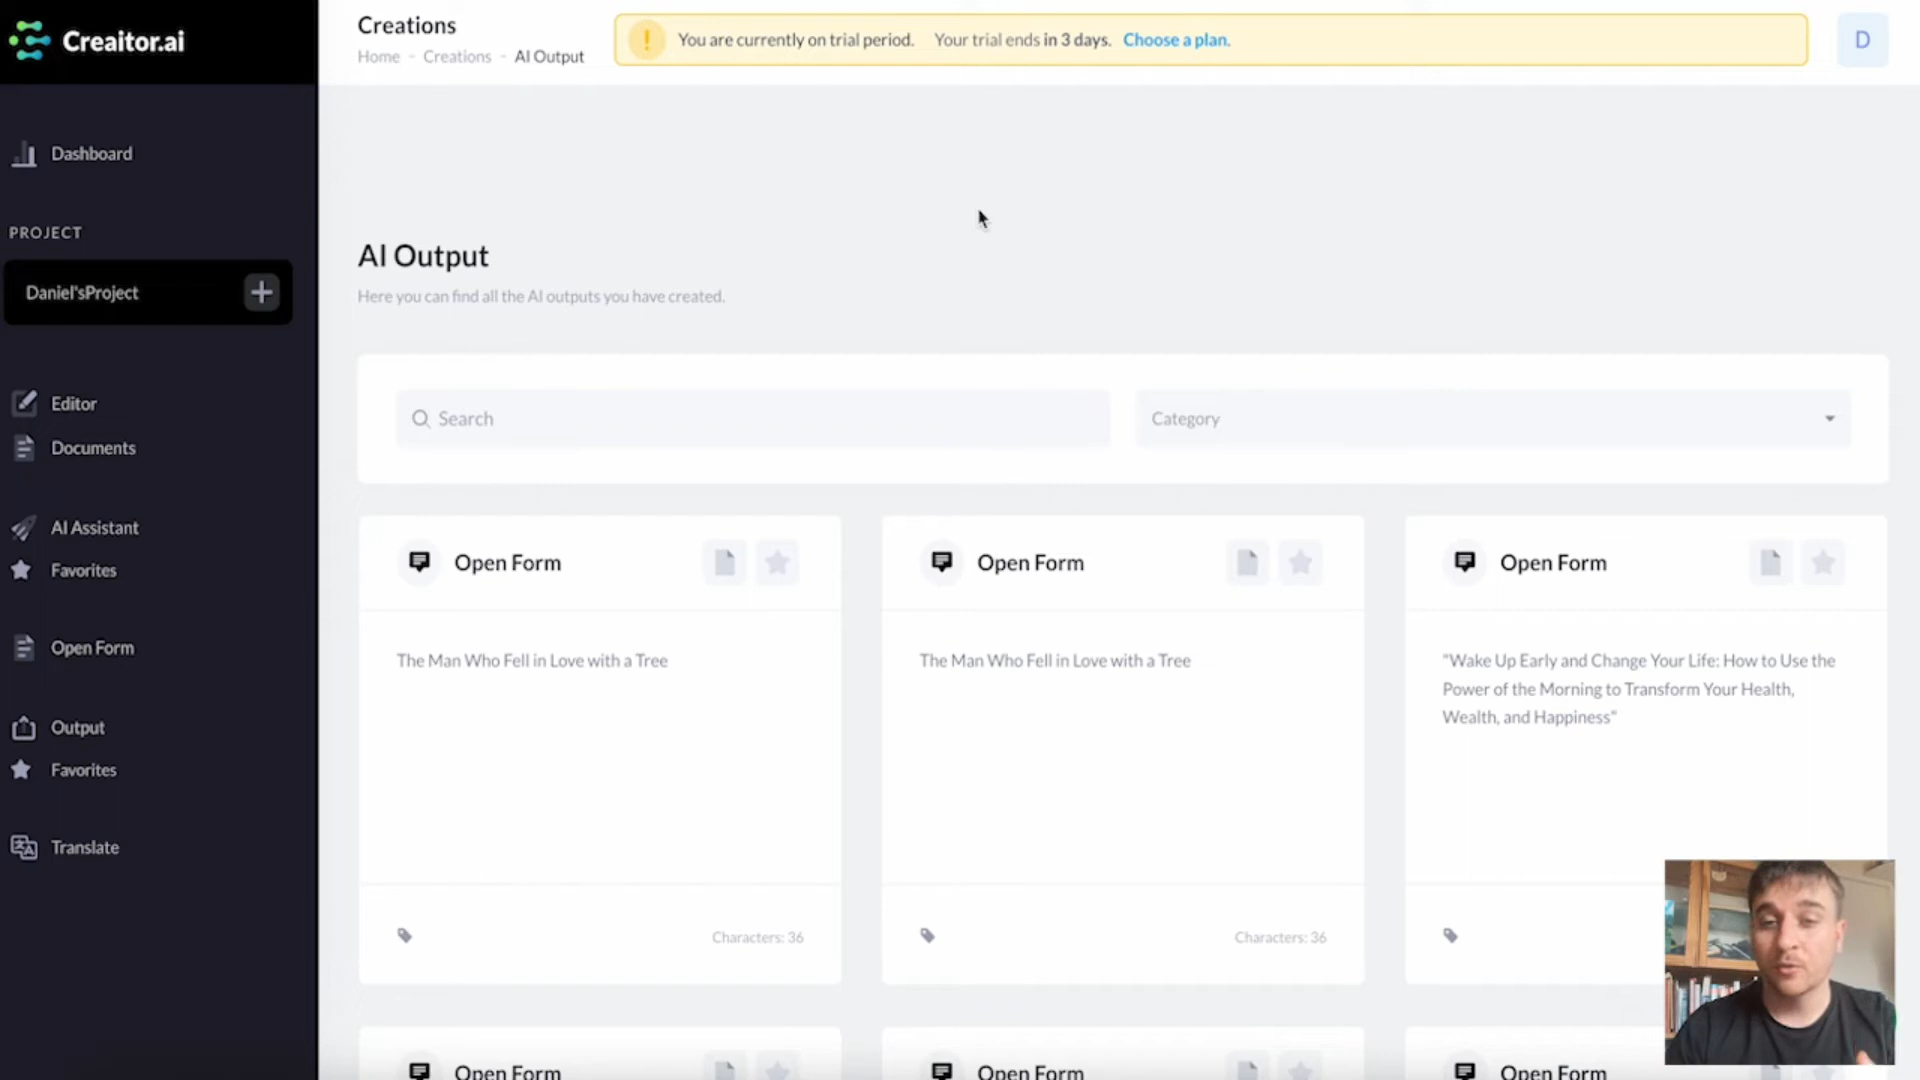 Creaitor.ai
Creations
Home - Creations - AI Output
! You are currently on trial period. Your trial ends in 3 days. Choose a plan.
D
Dashboard
PROJECT
Daniel'sProject
Editor
Documents
AI Assistant
Favorites
Open Form
Output
Favorites
Translate
AI Output
Here you can find all the AI outputs you have created.
Search
Category
Open Form
The Man Who Fell in Love with a Tree
Characters: 36
Open Form
The Man Who Fell in Love with a Tree
Characters: 36
Open Form
"Wake Up Early and Change Your Life: How to Use the
Power of the Morning to Transform Your Health,
Wealth, and Happiness"
Open Form
Open Form
Open Form